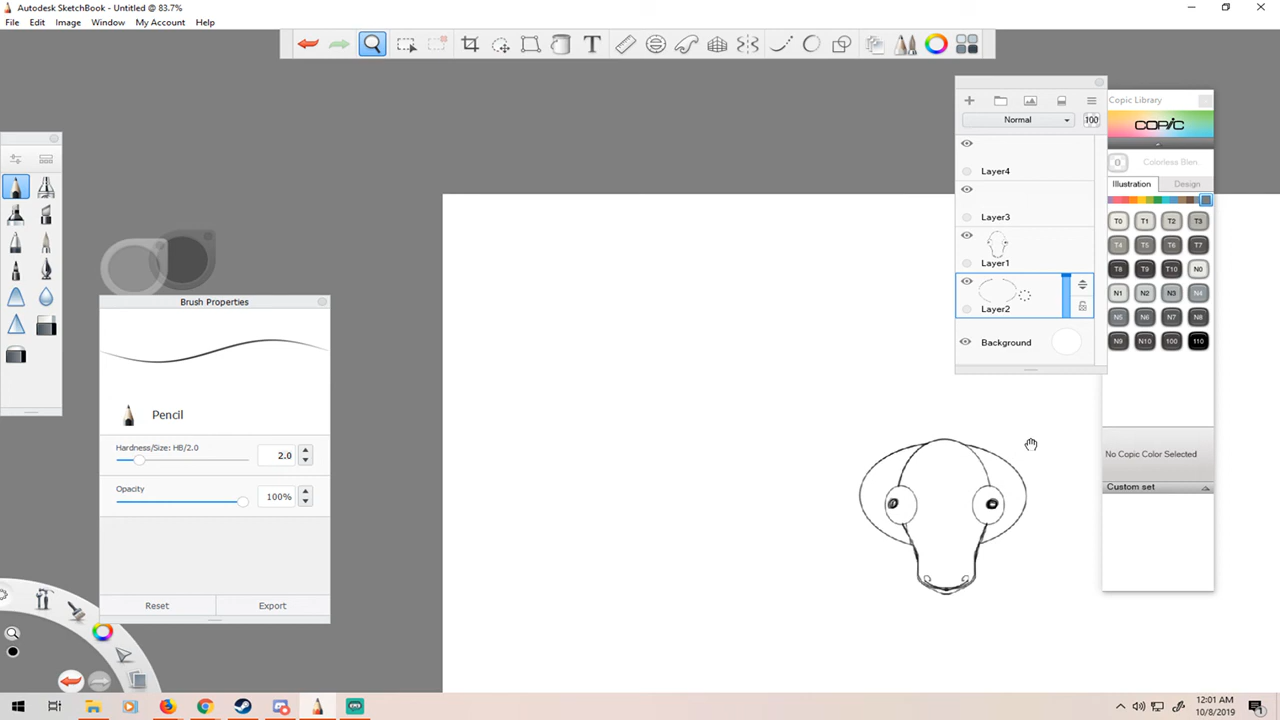 Autodesk SketchBook - Untitled @ 83.7%
File Edit Image Window My Account Help
Copic Library
COPIC
Normal 100
0 Colorless Blen
Illustration Design
Layer4
Layer3
Layer1
Layer2
Background
T0 T1 T2 T3
T4 T5 T6 T7
T8 T9 T10 N0
N1 N2 N3 N4
N5 N6 N7 N8
N9 N10 100 110
No Copic Color Selected
Custom set
Brush Properties
Pencil
Hardness/Size: HB/2.0
2.0
Opacity
100%
Reset Export
12:01 AM
10/8/2019
1